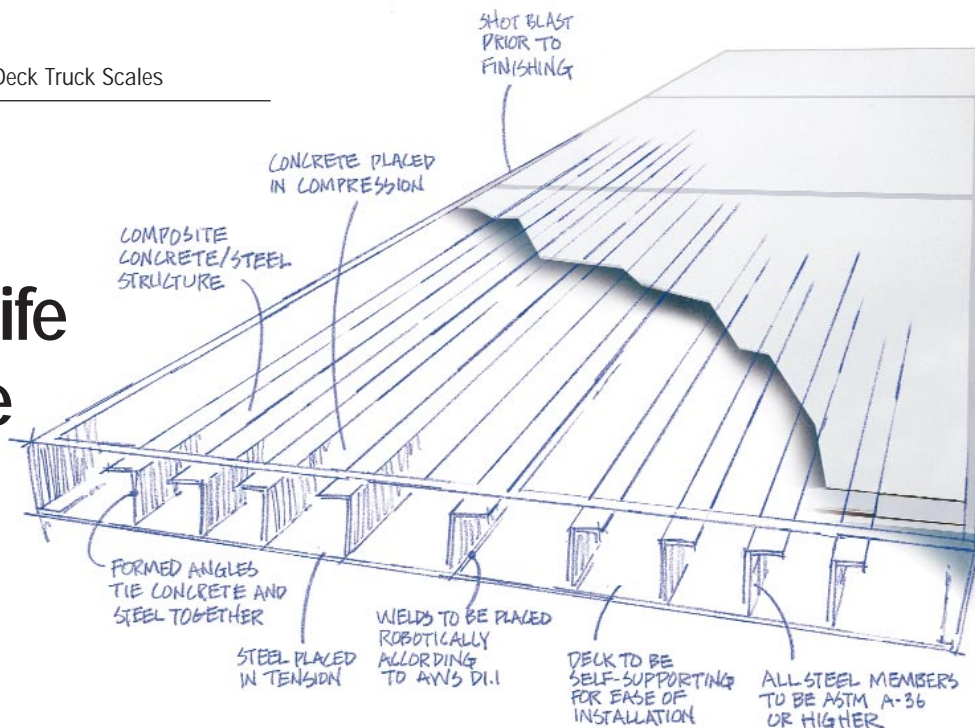 Deck Truck Scales
SHOT BLAST
PRIOR TO
FINISHING
CONCRETE PLACED
IN COMPRESSION
COMPOSITE
CONCRETE/STEEL
STRUCTURE
ife
e
FORMED ANGLES
TIE CONCRETE AND
STEEL TOGETHER
STEEL PLACED
IN TENSION
WELDS TO BE PLACED
ROBOTICALLY
ACCORDING
TO AWS D1.1
DECK TO BE
SELF-SUPPORTING
FOR EASE OF
INSTALLATION
ALL STEEL MEMBERS
TO BE ASTM A-36
OR HIGHER